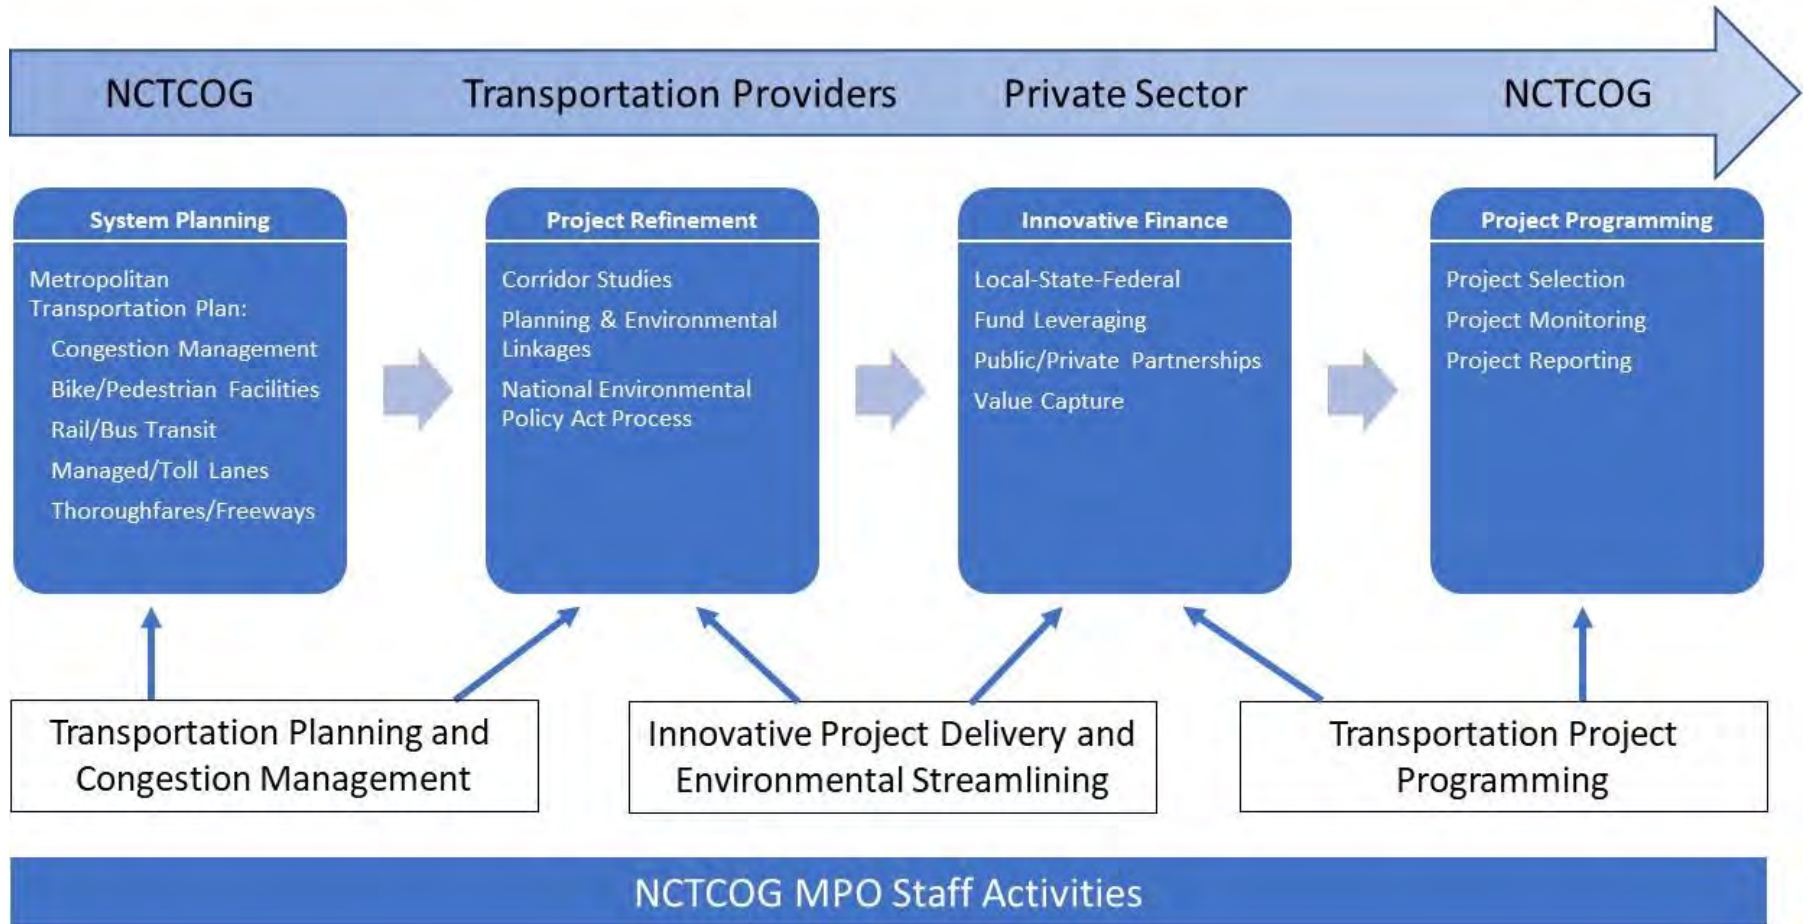 NCTCOG
Transportation Providers
Private Sector
NCTCOG
System Planning
Metropolitan
Transportation Plan:
Congestion Management
Bike/Pedestrian Facilities
Rail/Bus Transit
Managed/Toll Lanes
Thoroughfares/Freeways
Project Refinement
Corridor Studies
Planning & Environmental
Linkages
National Environmental
Policy Act Process
Innovative Finance
Local-State-Federal
Fund Leveraging
Public/Private Partnerships
Value Capture
Project Programming
Project Selection
Project Monitoring
Project Reporting
Transportation Planning and
Congestion Management
Innovative Project Delivery and
Environmental Streamlining
Transportation Project
Programming
NCTCOG MPO Staff Activities